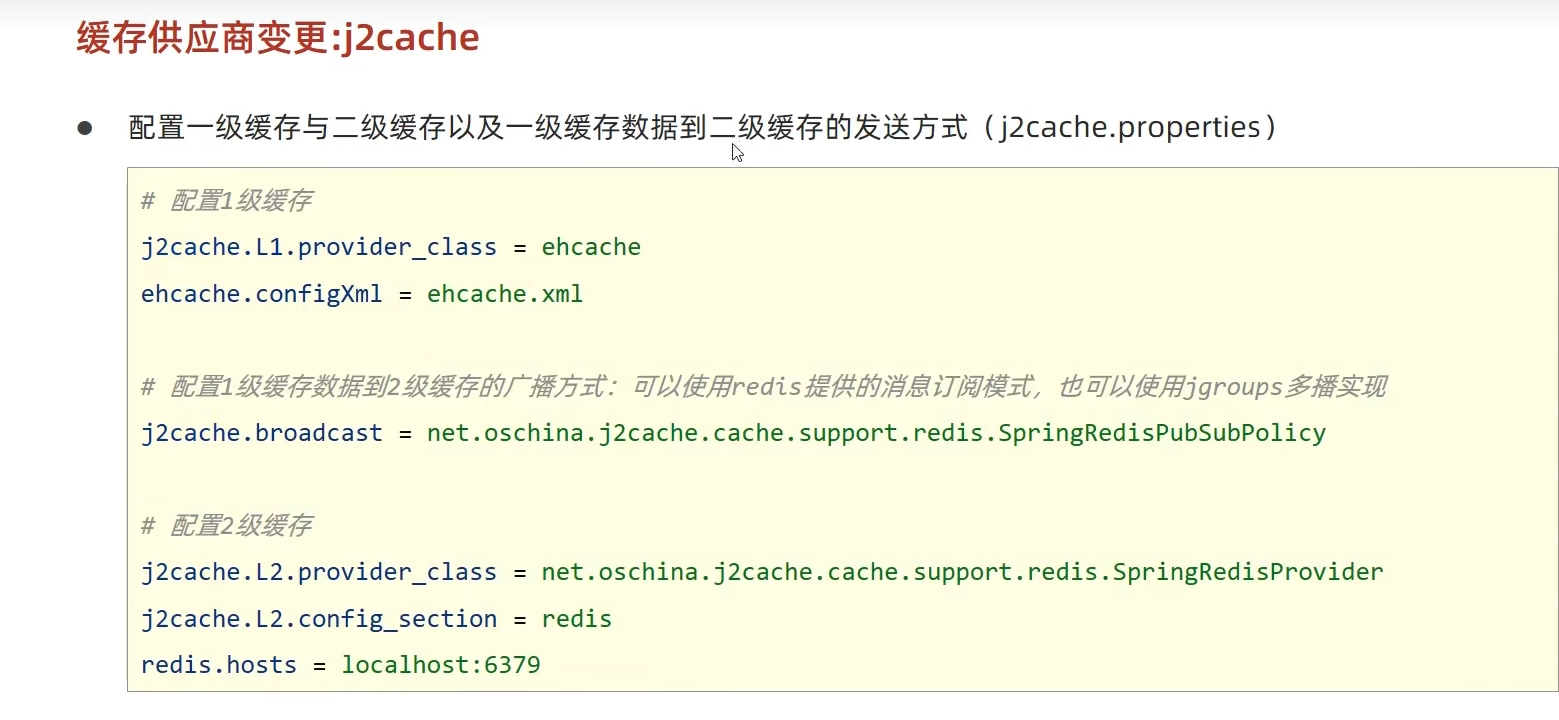 缓存供应商变更:j2cache
● 配置一级缓存与二级缓存以及一级缓存数据到二级缓存的发送方式（j2cache.properties）
# 配置1级缓存
j2cache.L1.provider_class = ehcache
ehcache.configXml = ehcache.xml
# 配置1级缓存数据到2级缓存的广播方式：可以使用redis提供的消息订阅模式，也可以使用jgroups多播实现
j2cache.broadcast = net.oschina.j2cache.cache.support.redis.SpringRedisPubSubPolicy
# 配置2级缓存
j2cache.L2.provider_class = net.oschina.j2cache.cache.support.redis.SpringRedisProvider
j2cache.L2.config_section = redis
redis.hosts = localhost:6379